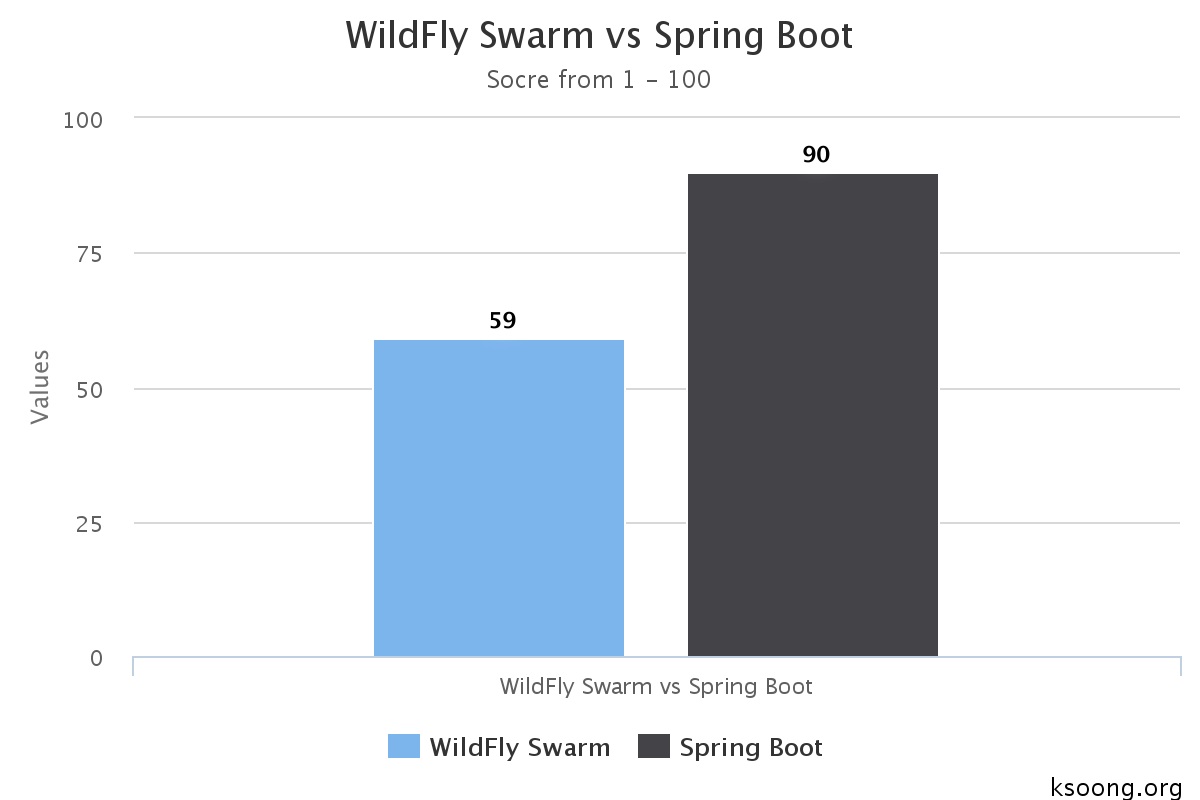 WildFly Swarm vs Spring Boot
Socre from 1 – 100
100
90
75
59
Values
50
25
0
WildFly Swarm vs Spring Boot
WildFly Swarm
Spring Boot
ksoong.org